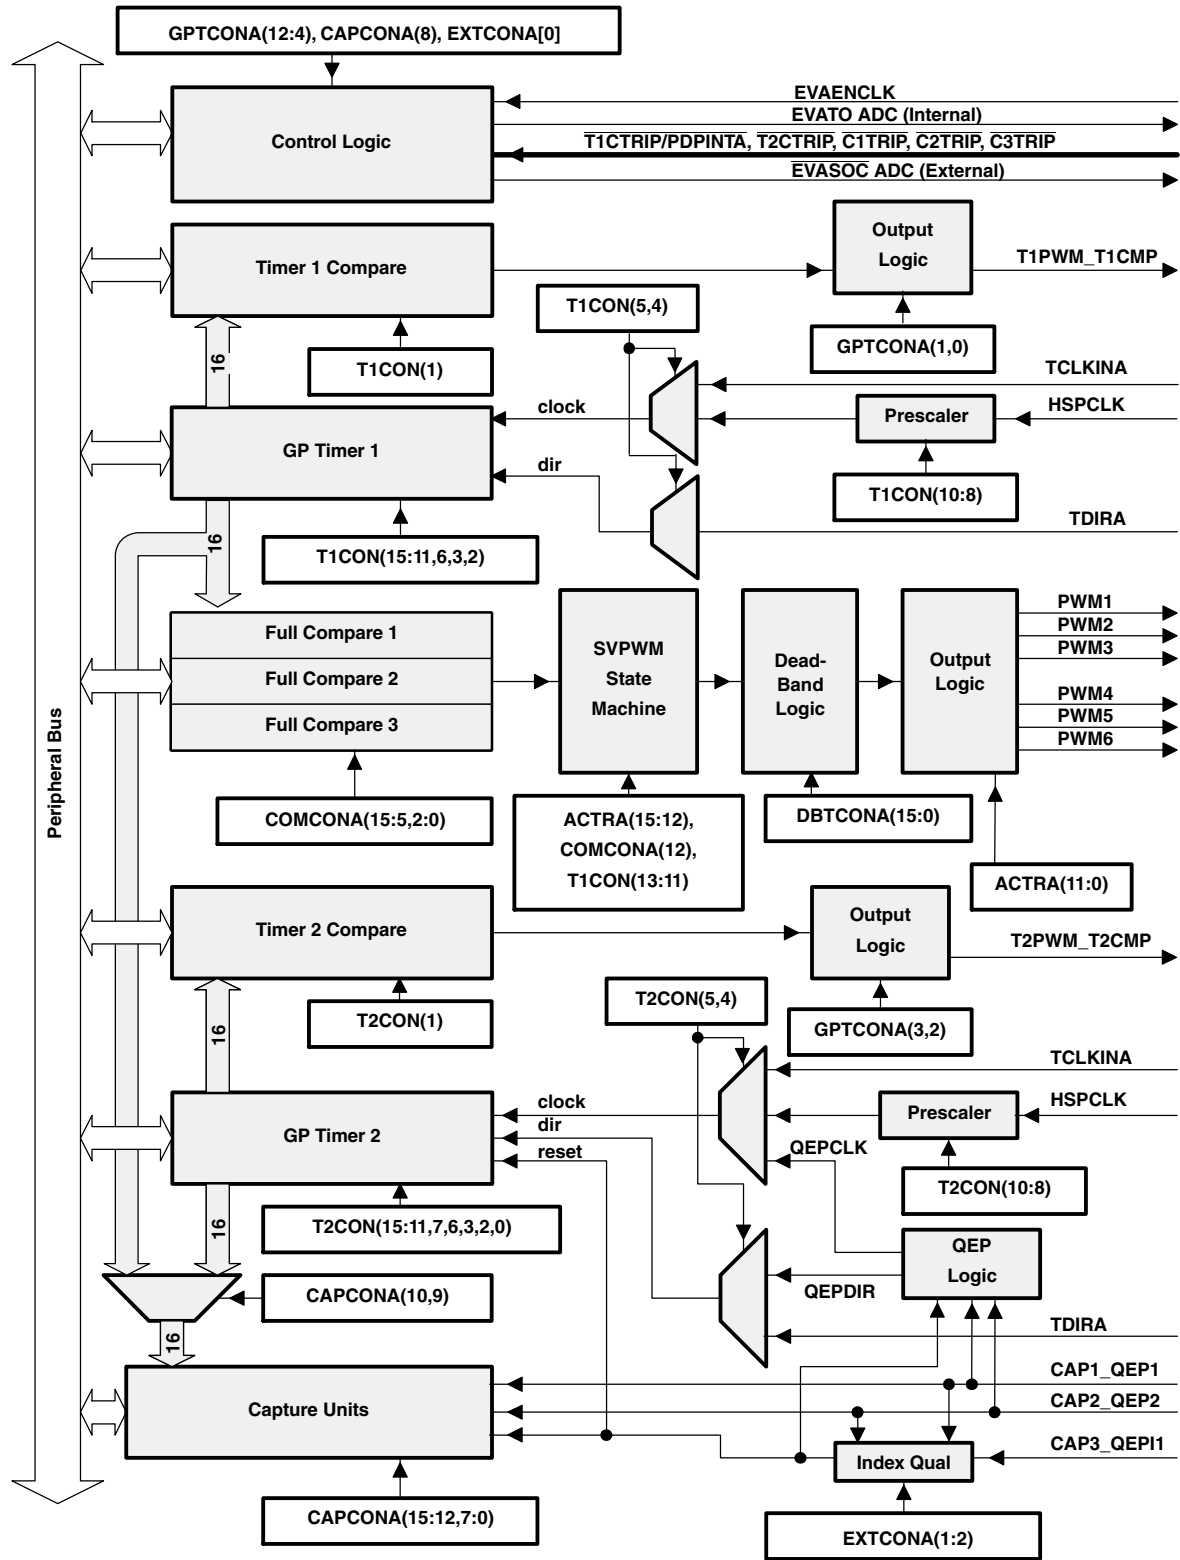 GPTCONA(12:4), CAPCONA(8), EXTCONA[0]
Control Logic
EVAENCLK
EVATO ADC (Internal)
T1CTRIP/PDPINTA, T2CTRIP, C1TRIP, C2TRIP, C3TRIP
EVASOC ADC (External)
Timer 1 Compare
Output
Logic
T1PWM_T1CMP
T1CON(5,4)
GPTCONA(1,0)
16
T1CON(1)
TCLKINA
clock
Prescaler
HSPCLK
GP Timer 1
dir
T1CON(10:8)
TDIRA
16
T1CON(15:11,6,3,2)
Full Compare 1
Full Compare 2
Full Compare 3
SVPWM
State
Machine
Dead-
Band
Logic
Output
Logic
PWM1
PWM2
PWM3
PWM4
PWM5
PWM6
Peripheral Bus
COMCONA(15:5,2:0)
ACTRA(15:12),
COMCONA(12),
T1CON(13:11)
DBTCONA(15:0)
ACTRA(11:0)
Timer 2 Compare
Output
Logic
T2PWM_T2CMP
T2CON(5,4)
GPTCONA(3,2)
16
T2CON(1)
TCLKINA
clock
Prescaler
HSPCLK
GP Timer 2
dir
reset
QEPCLK
T2CON(10:8)
16
T2CON(15:11,7,6,3,2,0)
QEP
Logic
CAPCONA(10,9)
QEPDIR
TDIRA
16
CAP1_QEP1
Capture Units
CAP2_QEP2
Index Qual
CAP3_QEPI1
CAPCONA(15:12,7:0)
EXTCONA(1:2)